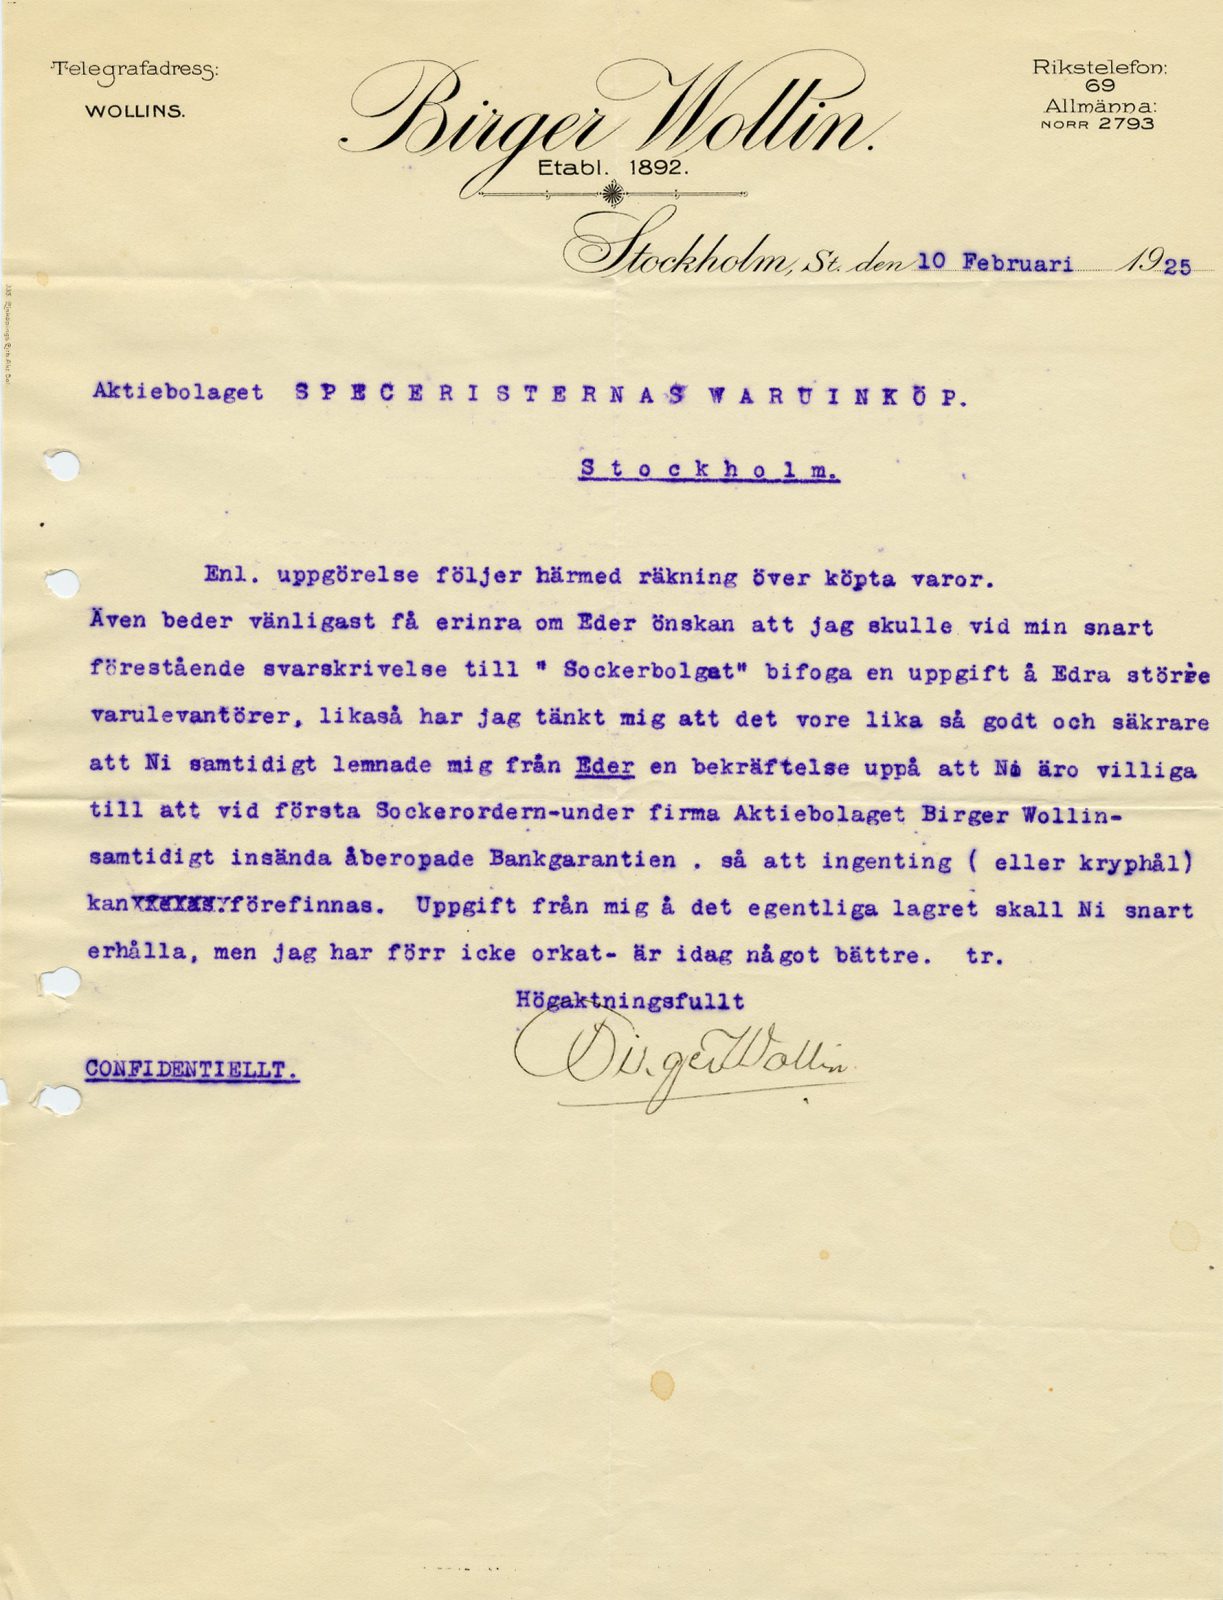 Telegrafadress:
WOLLINS.
Birger Wollin.
Etabl. 1892.
Rikstelefon:
69
Allmänna:
NORR 2793
Stockholm, St. den 10 Februari 1925
Aktiebolaget SPECERISTERNAS WARUINKÖP.
Stockholm.
Enl. uppgörelse följer härmed räkning över köpta varor.
Även beder vänligast få erinra om Eder önskan att jag skulle vid min snart
förestående svarskrivelse till " Sockerbolget" bifoga en uppgift å Edra större
varulevantörer, likaså har jag tänkt mig att det vore lika så godt och säkrare
att Ni samtidigt lemnade mig från Eder en bekräftelse uppå att Ni äro villiga
till att vid första Sockerordern-under firma Aktiebolaget Birger Wollin-
samtidigt insända åberopade Bankgarantien . så att ingenting ( eller kryphål)
kan förefinnas. Uppgift från mig å det egentliga lagret skall Ni snart
erhålla, men jag har förr icke orkat- är idag något bättre. tr.
Högaktningsfullt
Birger Wollin
CONFIDENTIELLT.